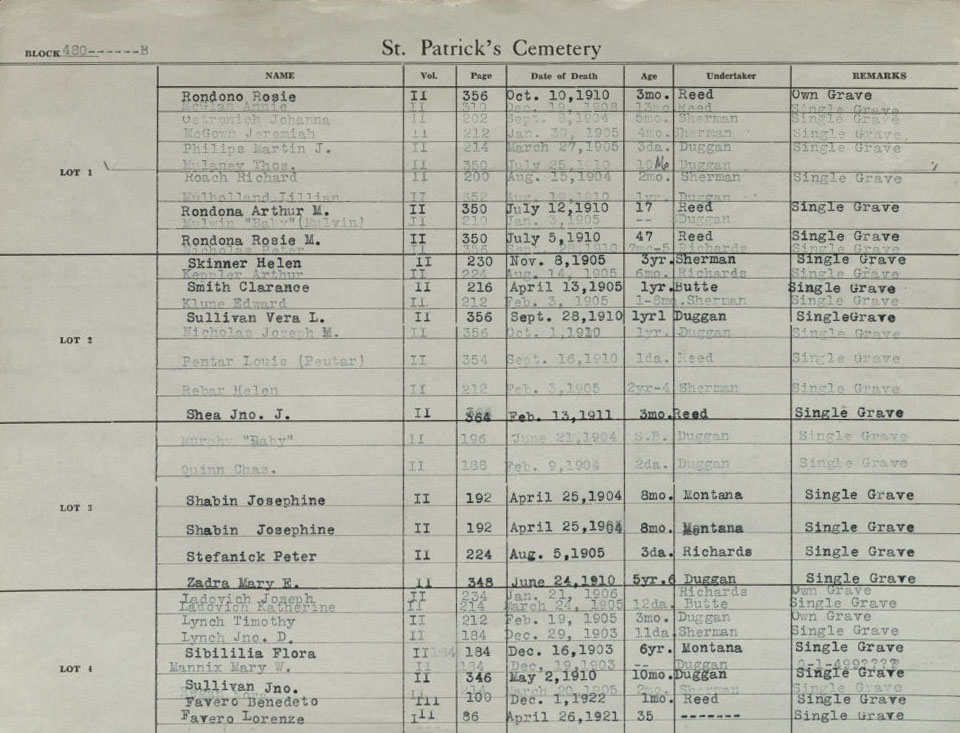 BLOCK 480------B St. Patrick's Cemetery
NAME Vol. Page Date of Death Age Undertaker REMARKS
Rondono Rosie II 356 Oct. 10,1910 3mo. Reed Own Grave
Annie II 310 Dec. 1908 13mo Reed Single Grave
Johanna II 202 Sept. 8,1904 5mo. Sherman Single Grave
McGown Jeremiah II 212 Jan. 30, 1905 4mo. Sherman Single Grave.
Philips Martin J. II 214 March 27,1905 3da. Duggan Single Grave
LOT 1 Mulaney Thos. II 350 July 25,1910 10Mo Duggan
Roach Richard II 200 Aug. 15,1904 2mo. Sherman Single Grave
Mulholland Jillian II 352 1910 1yr. Duggan
Rondona Arthur M. II 350 July 12,1910 17 Reed Single Grave
"Baby"(Mulvin) II 210 Jan. 3,1905 -- Duggan
Rondona Rosie M. II 350 July 5,1910 47 Reed Single Grave
Nicholas II 356 Sept. 1910 7mo-5 Richards Single Grave
Skinner Helen II 230 Nov. 8,1905 3yr. Sherman Single Grave
Keppler Arthur II 224 Aug. 14, 1905 6mo. Richards Single Grave
Smith Clarance II 216 April 13,1905 1yr. Butte Single Grave
Klune Edward II 212 Feb. 3, 1905 1-8mo. Sherman Single Grave
Sullivan Vera L. II 356 Sept. 28,1910 1yr1 Duggan SingleGrave
LOT 2 Nicholas Joseph M. II 356 Oct. 1,1910 1yr. Duggan Single Grave
Pentar Louis (Peutar) II 354 Sept. 16,1910 1da. Reed Single Grave
Rebar Helen II 212 Feb. 3,1905 2yr-4 Sherman Single Grave
Shea Jno. J. II 364 Feb. 13,1911 3mo. Reed Single Grave
Murphy "Baby" II 196 June 21,1904 S.B. Duggan Single Grave
Quinn Chas. II 188 Feb. 9,1904 2da. Duggan Single Grave
Shabin Josephine II 192 April 25,1904 8mo. Montana Single Grave
LOT 3
Shabin Josephine II 192 April 25,1904 8mo. Montana Single Grave
Stefanick Peter II 224 Aug. 5,1905 3da. Richards Single Grave
Zadra Mary E. II 348 June 24,1910 5yr.6 Duggan Single Grave
Ladovich Joseph II 234 Jan. 21, 1906 Richards Own Grave
Ladovich Katherine II 214 March 24, 1905 12da. Butte Single Grave
Lynch Timothy II 212 Feb. 19, 1905 3mo. Duggan Own Grave
Lynch Jno. D. II 184 Dec. 29, 1903 11da. Sherman Single Grave
Sibililia Flora II 184 Dec. 16,1903 6yr. Montana Single Grave
LOT 4 Mannix Mary W. II 184 Dec. 19,1903 -- Duggan 0-1-499????
Sullivan Jno. II 346 May 2,1910 10mo. Duggan Single Grave
March 20, 1905 Sherman Single Grave
Favero Benedeto III 100 Dec. 1,1922 1mo. Reed Single Grave
Favero Lorenze III 86 April 26,1921 35 ------- Single Grave